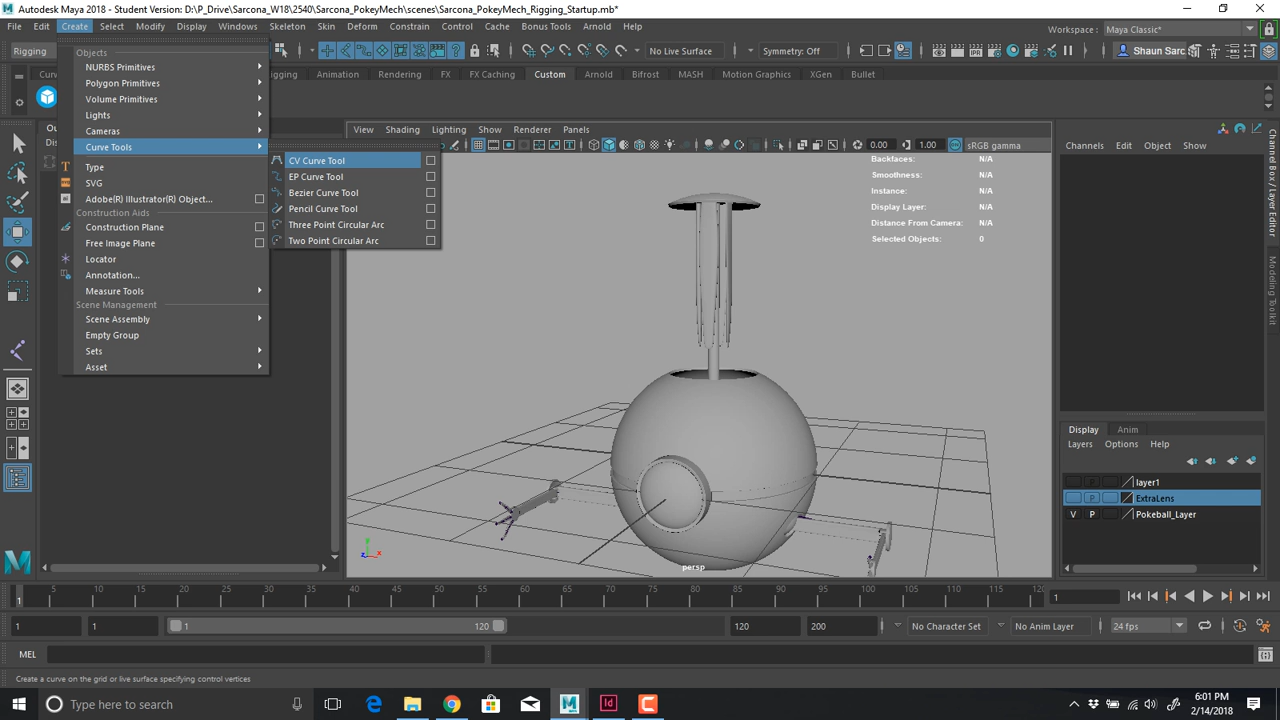 Autodesk Maya 2018 - Student Version: D:\P_Drive\Sarcona_W18\2540\Sarcona_PokeyMech\scenes\Sarcona_PokeyMech_Rigging_Startup.mb*
File Edit Create Select Modify Display Windows Skeleton Skin Deform Constrain Control Cache Arnold Help
Workspace : Maya Classic*
Rigging
No Live Surface
Symmetry: Off
Shaun Sarc...
Rigging Animation Rendering FX FX Caching Custom Arnold Bifrost MASH Motion Graphics XGen Bullet
Objects
NURBS Primitives
Polygon Primitives
Volume Primitives
Lights
Cameras
Curve Tools
Type
SVG
Adobe(R) Illustrator(R) Object...
Construction Aids
Construction Plane
Free Image Plane
Locator
Annotation...
Measure Tools
Scene Management
Scene Assembly
Empty Group
Sets
Asset
CV Curve Tool
EP Curve Tool
Bezier Curve Tool
Pencil Curve Tool
Three Point Circular Arc
Two Point Circular Arc
View Shading Lighting Show Renderer Panels
0.00 1.00 sRGB gamma
Backfaces: N/A
Smoothness: N/A
Instance: N/A
Display Layer: N/A
Distance From Camera: N/A
Selected Objects: 0
persp
y
z x
Channels Edit Object Show
Channel Box / Layer Editor
Modeling Toolkit
Display Anim
Layers Options Help
P layer1
P ExtraLens
V P Pokeball_Layer
1 5 10 15 20 25 30 35 40 45 50 55 60 65 70 75 80 85 90 95 100 105 110 115 120
1
1 1 1 120 120 200 No Character Set No Anim Layer 24 fps
MEL
Create a curve on the grid or live surface specifying control vertices
Type here to search
6:01 PM
2/14/2018